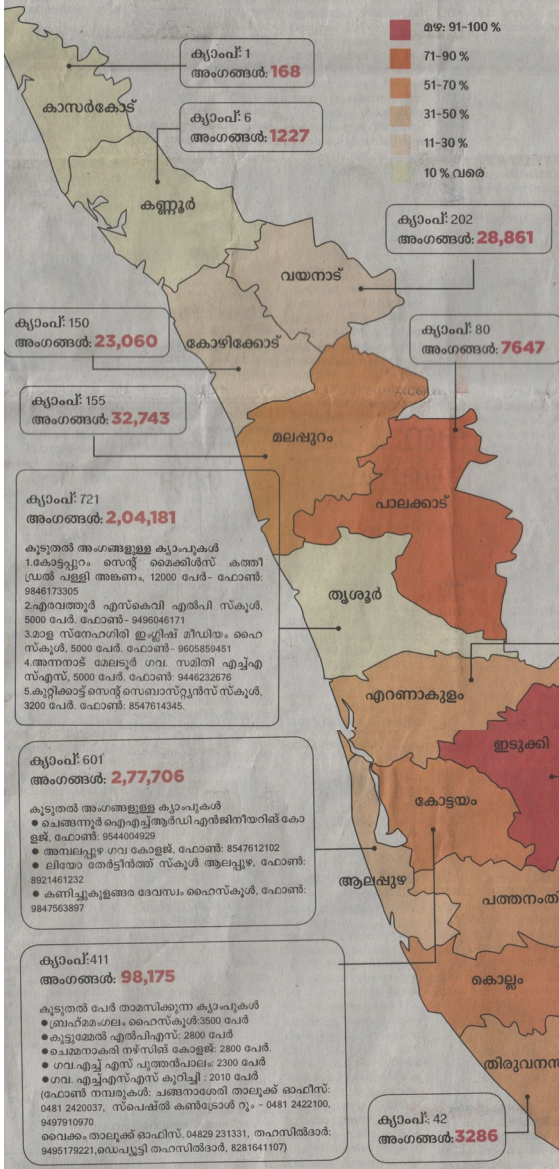 മഴ: 91-100 %
71-90 %
51-70 %
31-50 %
11-30 %
10 % വരെ
ക്യാംപ്: 1
അംഗങ്ങൾ: 168
കാസർകോട്
ക്യാംപ്: 6
അംഗങ്ങൾ: 1227
കണ്ണൂർ
ക്യാംപ്: 202
അംഗങ്ങൾ: 28,861
വയനാട്
ക്യാംപ്: 150
അംഗങ്ങൾ: 23,060
കോഴിക്കോട്
ക്യാംപ്: 80
അംഗങ്ങൾ: 7647
ക്യാംപ്: 155
അംഗങ്ങൾ: 32,743
മലപ്പുറം
പാലക്കാട്
ക്യാംപ്: 721
അംഗങ്ങൾ: 2,04,181
കൂടുതൽ അംഗങ്ങളുള്ള ക്യാംപുകൾ
1.കോട്ടപ്പുറം സെന്റ് മൈക്കിൾസ് കത്തീ
ഡ്രൽ പള്ളി അങ്കണം, 12000 പേർ- ഫോൺ:
9846173305
2.എരവത്തൂർ എസ്കെവി എൽപി സ്കൂൾ,
5000 പേർ. ഫോൺ- 9496046171
3.മാള സ്നേഹഗിരി ഇംഗ്ലിഷ് മീഡിയം ഹൈ
സ്കൂൾ, 5000 പേർ. ഫോൺ - 9605859451
4.അന്നനാട് മേലടൂർ ഗവ. സമിതി എച്ച്എ
സ്എസ്, 5000 പേർ. ഫോൺ: 9446232676
5.കുറ്റിക്കാട്ട് സെന്റ് സെബാസ്റ്റ്യൻസ് സ്കൂൾ,
3200 പേർ. ഫോൺ: 8547614345.
തൃശൂർ
എറണാകുളം
ഇടുക്കി
ക്യാംപ്: 601
അംഗങ്ങൾ: 2,77,706
കൂടുതൽ അംഗങ്ങളുള്ള ക്യാംപുകൾ
● ചെങ്ങന്നൂർ ഐഎച്ച്ആർഡി എൻജിനീയറിങ് കോ
ളജ്, ഫോൺ: 9544004929
● അമ്പലപ്പുഴ ഗവ കോളജ്, ഫോൺ: 8547612102
● ലിയോ തേർട്ടീൻത്ത് സ്കൂൾ ആലപ്പുഴ, ഫോൺ:
8921461232
● കണിച്ചുകുളങ്ങര ദേവസ്വം ഹൈസ്കൂൾ, ഫോൺ:
9847563897
കോട്ടയം
ആലപ്പുഴ
പത്തനംതി
ക്യാംപ്:411
അംഗങ്ങൾ: 98,175
കൂടുതൽ പേർ താമസിക്കുന്ന ക്യാംപുകൾ
●ബ്രഹ്മമംഗലം ഹൈസ്കൂൾ:3500 പേർ
●കുട്ടുമ്മേൽ എൽപിഎസ്: 2800 പേർ
●ചെമ്മനാകരി നഴ്സിങ് കോളജ്: 2800 പേർ.
● ഗവ.എച്ച് എസ് പുത്തൻപാലം: 2300 പേർ
●ഗവ. എച്ച്എസ്എസ് കുറിച്ചി : 2010 പേർ
(ഫോൺ നമ്പരുകൾ: ചങ്ങനാശേരി താലൂക്ക് ഓഫീസ്:
0481 2420037, സ്പെഷ്ൽ കൺട്രോൾ റൂം - 0481 2422100,
9497910970
വൈക്കം താലൂക്ക് ഓഫിസ്, 04829 231331, തഹസിൽദാർ:
9495179221,ഡെപ്യൂട്ടി തഹസിൽദാർ, 8281641107)
കൊല്ലം
തിരുവനന്ത
ക്യാംപ്: 42
അംഗങ്ങൾ:3286